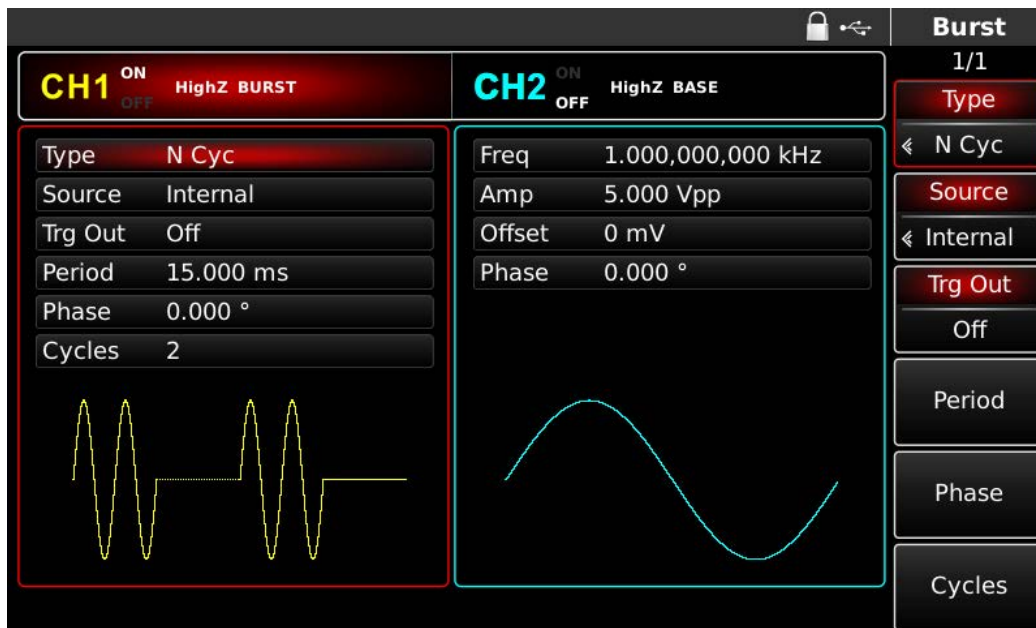 Burst
1/1
CH1 ON OFF HighZ BURST
CH2 ON OFF HighZ BASE
Type N Cyc
Source Internal
Trg Out Off
Period 15.000 ms
Phase 0.000 °
Cycles 2
Freq 1.000,000,000 kHz
Amp 5.000 Vpp
Offset 0 mV
Phase 0.000 °
Type
N Cyc
Source
Internal
Trg Out
Off
Period
Phase
Cycles